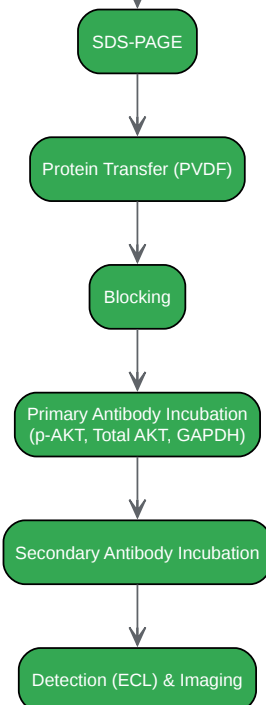 SDS-PAGE
Protein Transfer (PVDF)
Blocking
Primary Antibody Incubation
(p-AKT, Total AKT, GAPDH)
Secondary Antibody Incubation
Detection (ECL) & Imaging